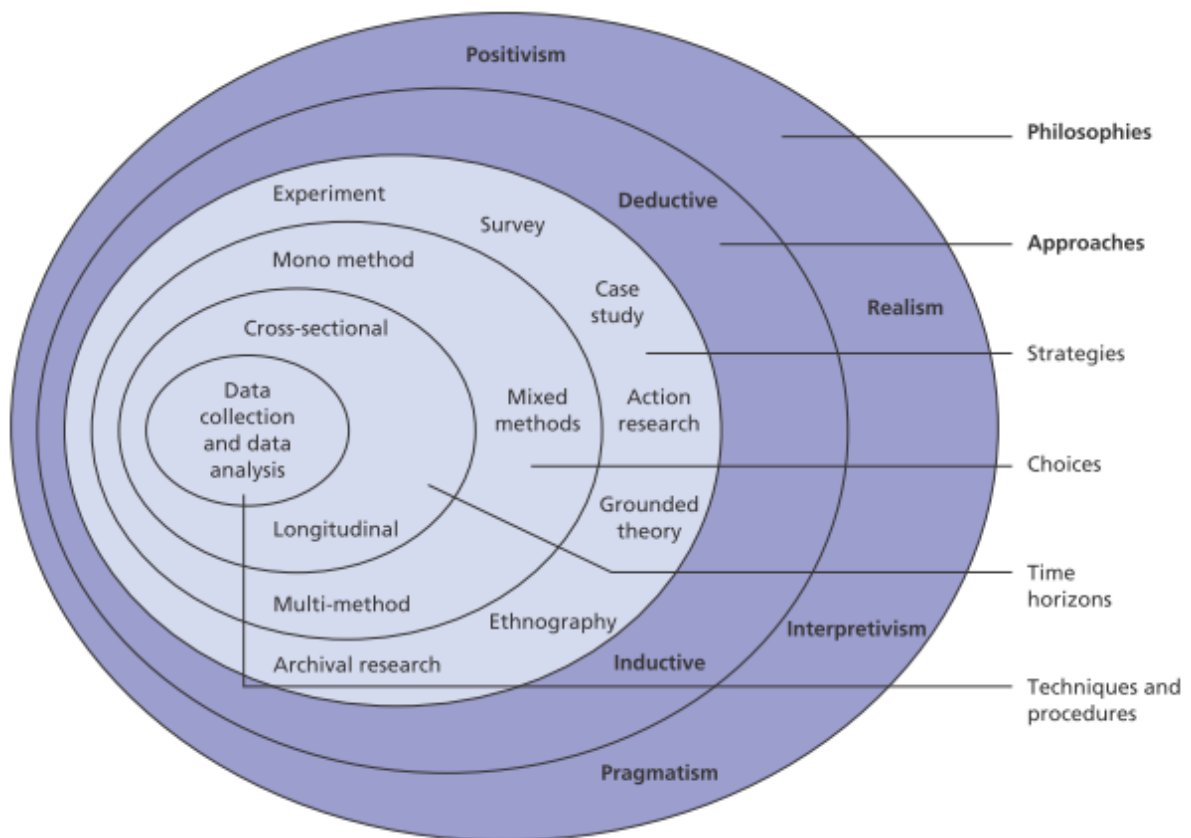 Positivism
Philosophies
Experiment
Deductive
Survey
Approaches
Mono method
Case
study
Realism
Cross-sectional
Strategies
Data
collection
and data
analysis
Mixed
methods
Action
research
Choices
Longitudinal
Grounded
theory
Time
horizons
Multi-method
Ethnography
Interpretivism
Archival research
Inductive
Techniques and
procedures
Pragmatism